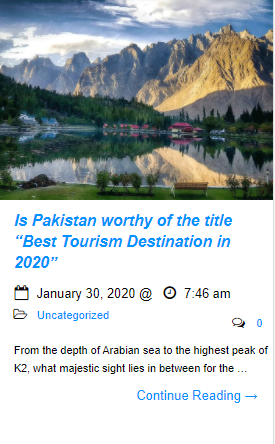 Is Pakistan worthy of the title
“Best Tourism Destination in
2020”
January 30, 2020 @ 7:46 am
Uncategorized
0
From the depth of Arabian sea to the highest peak of
K2, what majestic sight lies in between for the …
Continue Reading →